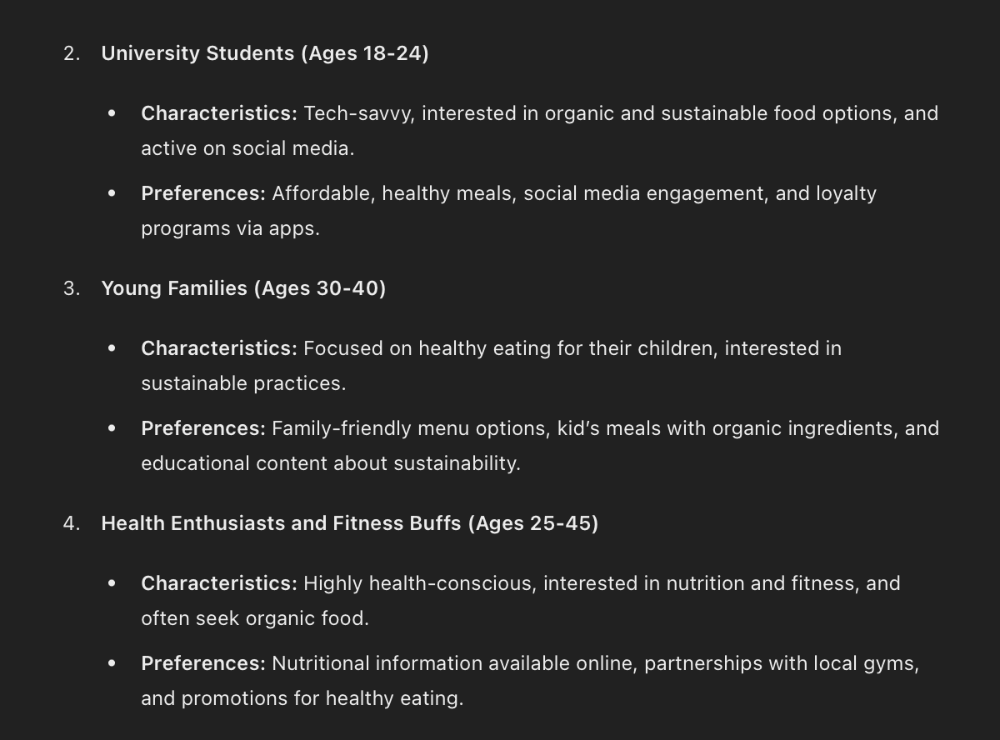 2. University Students (Ages 18-24)
• Characteristics: Tech-savvy, interested in organic and sustainable food options, and
active on social media.
• Preferences: Affordable, healthy meals, social media engagement, and loyalty
programs via apps.
3. Young Families (Ages 30-40)
• Characteristics: Focused on healthy eating for their children, interested in
sustainable practices.
• Preferences: Family-friendly menu options, kid’s meals with organic ingredients, and
educational content about sustainability.
4. Health Enthusiasts and Fitness Buffs (Ages 25-45)
• Characteristics: Highly health-conscious, interested in nutrition and fitness, and
often seek organic food.
• Preferences: Nutritional information available online, partnerships with local gyms,
and promotions for healthy eating.